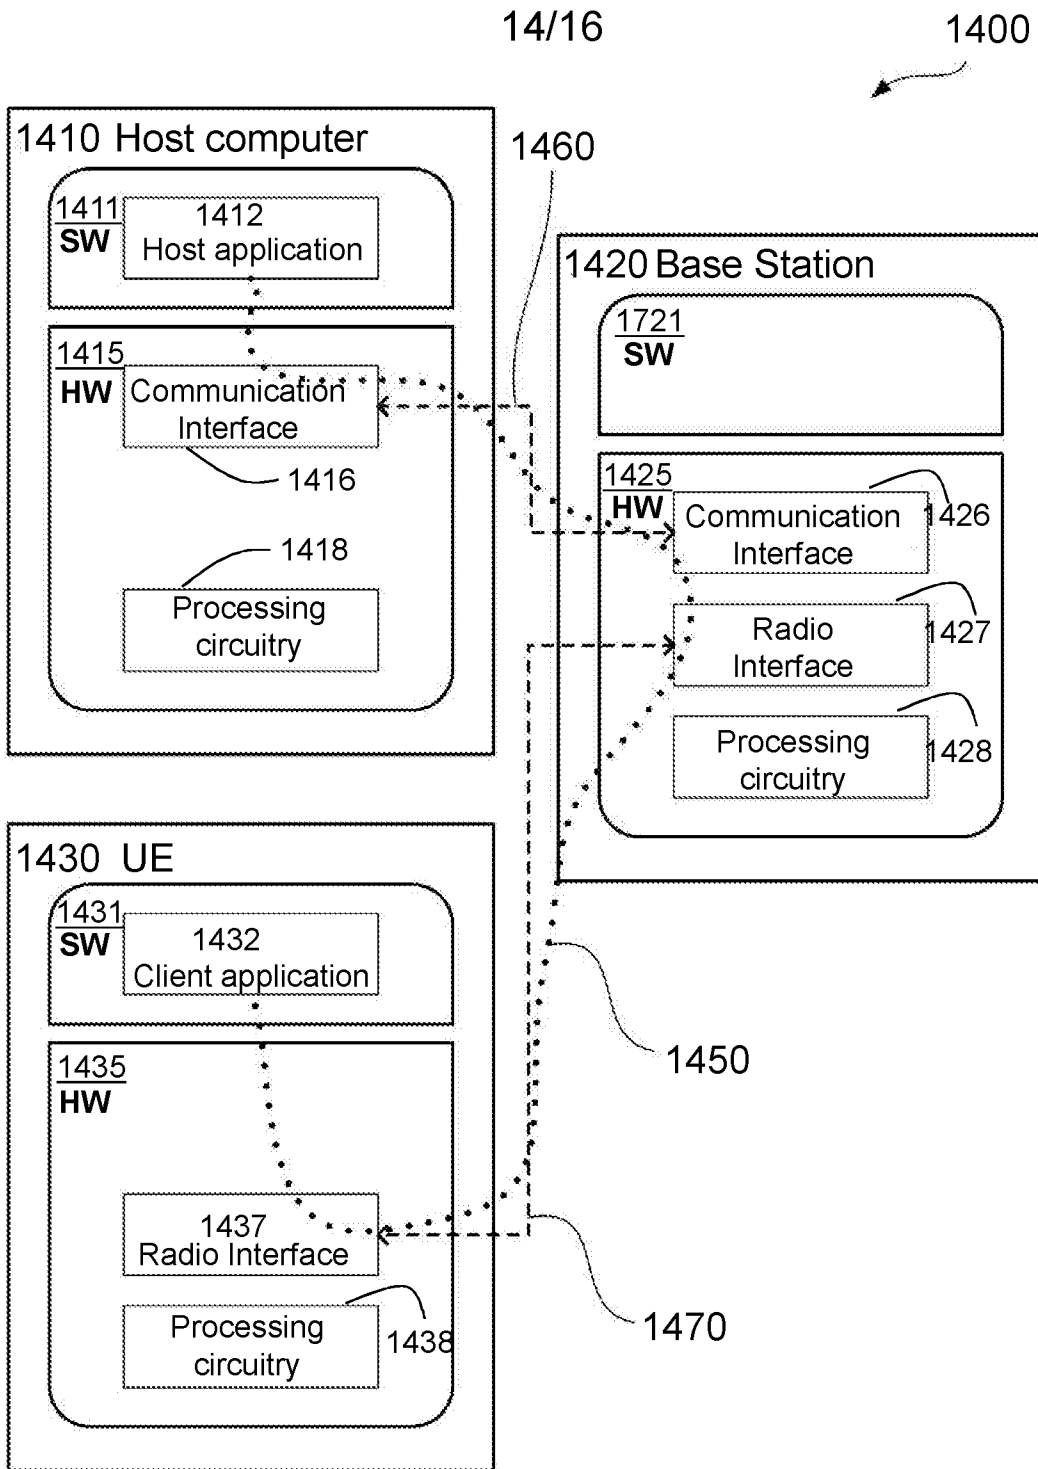 14/16
1400
1410 Host computer
1460
1411
SW
1412
Host application
1420 Base Station
1721
SW
1415
HW
Communication
Interface
1416
1425
HW
Communication
Interface
1426
1418
Processing
circuitry
Radio
Interface
1427
Processing
circuitry
1428
1430 UE
1431
SW
1432
Client application
1435
HW
1450
1437
Radio Interface
Processing
circuitry
1438
1470